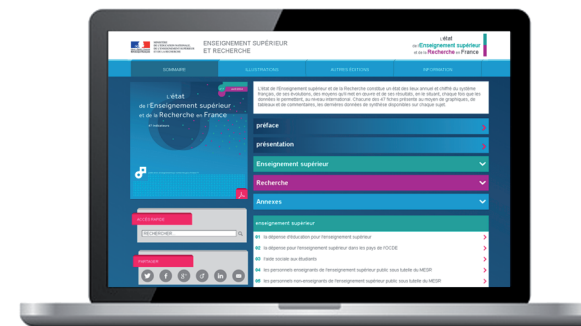 ENSEIGNEMENT SUPÉRIEUR
ET RECHERCHE
L'état
de l'Enseignement supérieur
et de la Recherche en France
SOMMAIRE
ILLUSTRATIONS
AUTRES ÉDITIONS
INFORMATION
L'état
de l'Enseignement supérieur
et de la Recherche en France
L'état de l'Enseignement supérieur et de la Recherche constitue un état des lieux annuel et chiffré du système
français, de ses évolutions, des moyens qu'il met en œuvre et de ses résultats, en le situant, chaque fois que les
données le permettent, au niveau international. Chacune des 47 fiches présente au moyen de graphiques, de
tableaux et de commentaires, les dernières données de synthèse disponibles sur chaque sujet.
préface
présentation
Enseignement supérieur
Recherche
Annexes
ACCÈS RAPIDE
RECHERCHER
PARTAGER
enseignement supérieur
01 la dépense d'éducation pour l'enseignement supérieur
02 la dépense pour l'enseignement supérieur dans les pays de l'OCDE
03 l'aide sociale aux étudiants
04 les personnels enseignants de l'enseignement supérieur public sous tutelle du MESR
05 les personnels non-enseignants de l'enseignement supérieur public sous tutelle du MESR